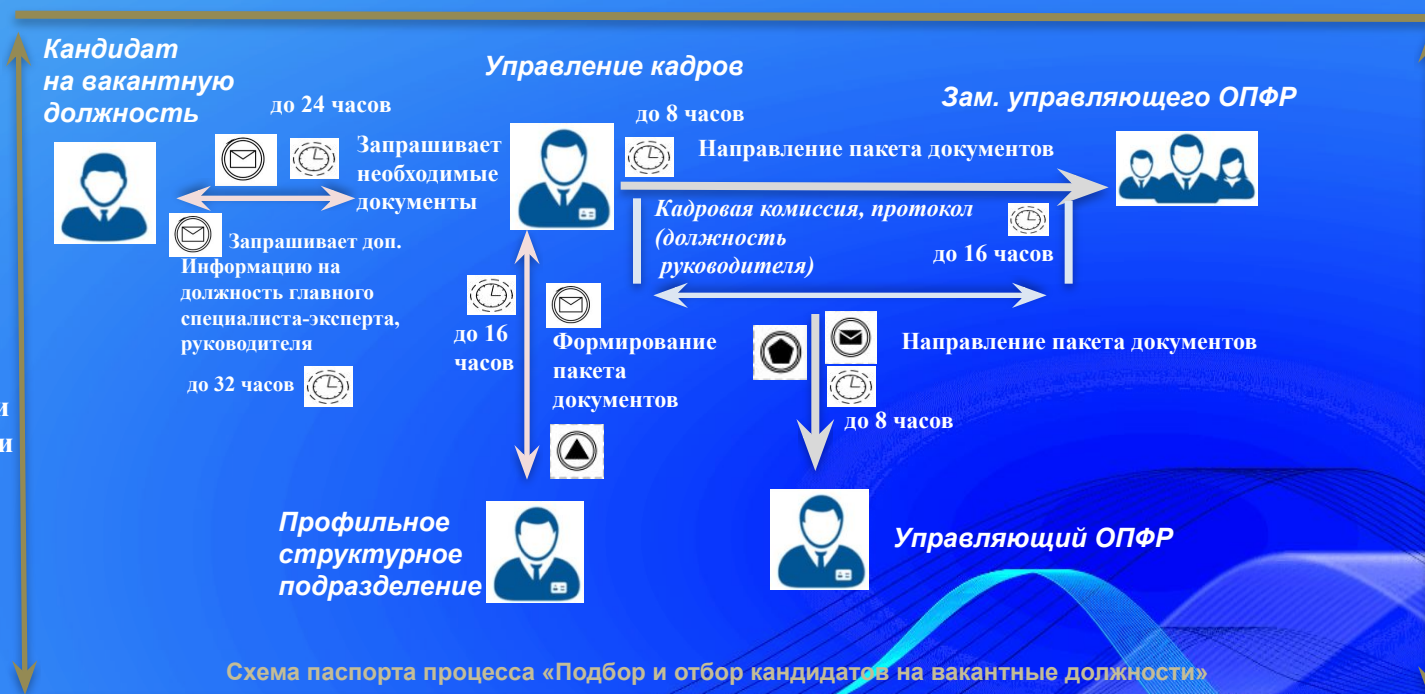 Кандидат
на вакантную
должность
до 24 часов
Запрашивает
необходимые
документы
Запрашивает доп.
Информацию на
должность главного
специалиста-эксперта,
руководителя
до 32 часов
и
и
Управление кадров
до 8 часов
Направление пакета документов
Зам. управляющего ОПФР
Кадровая комиссия, протокол
(должность
руководителя)
до 16 часов
до 16
часов
Формирование
пакета
документов
Направление пакета документов
до 8 часов
Профильное
структурное
подразделение
Управляющий ОПФР
Схема паспорта процесса «Подбор и отбор кандидатов на вакантные должности»